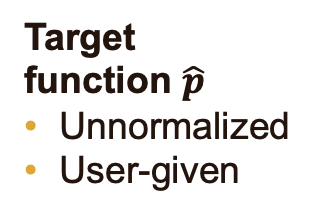 Target
function p̂
• Unnormalized
• User-given